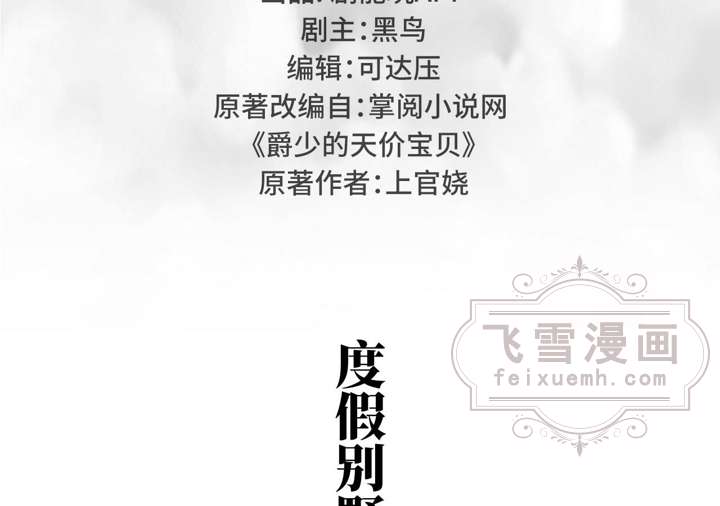 剧主：黑鸟
编辑：可达压
原著改编自：掌阅小说网
《爵少的天价宝贝》
原著作者：上官娆
飞雪漫画
feixuemh.com
度假别